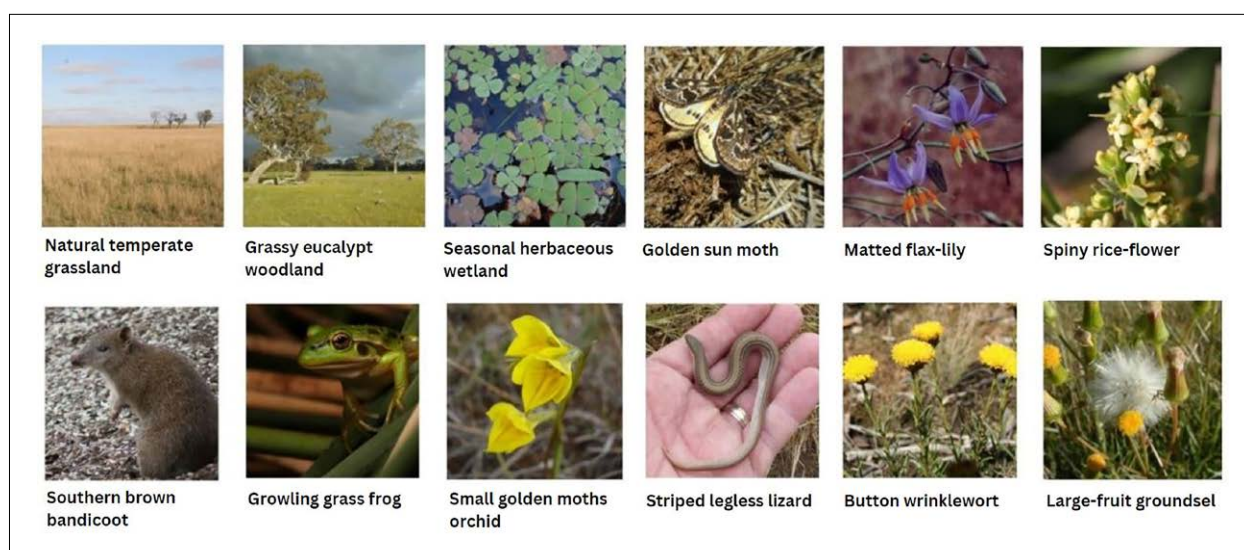 Natural temperate
grassland
Grassy eucalypt
woodland
Seasonal herbaceous
wetland
Golden sun moth
Matted flax-lily
Spiny rice-flower
Southern brown
bandicoot
Growling grass frog
Small golden moths
orchid
Striped legless lizard
Button wrinklewort
Large-fruit groundsel